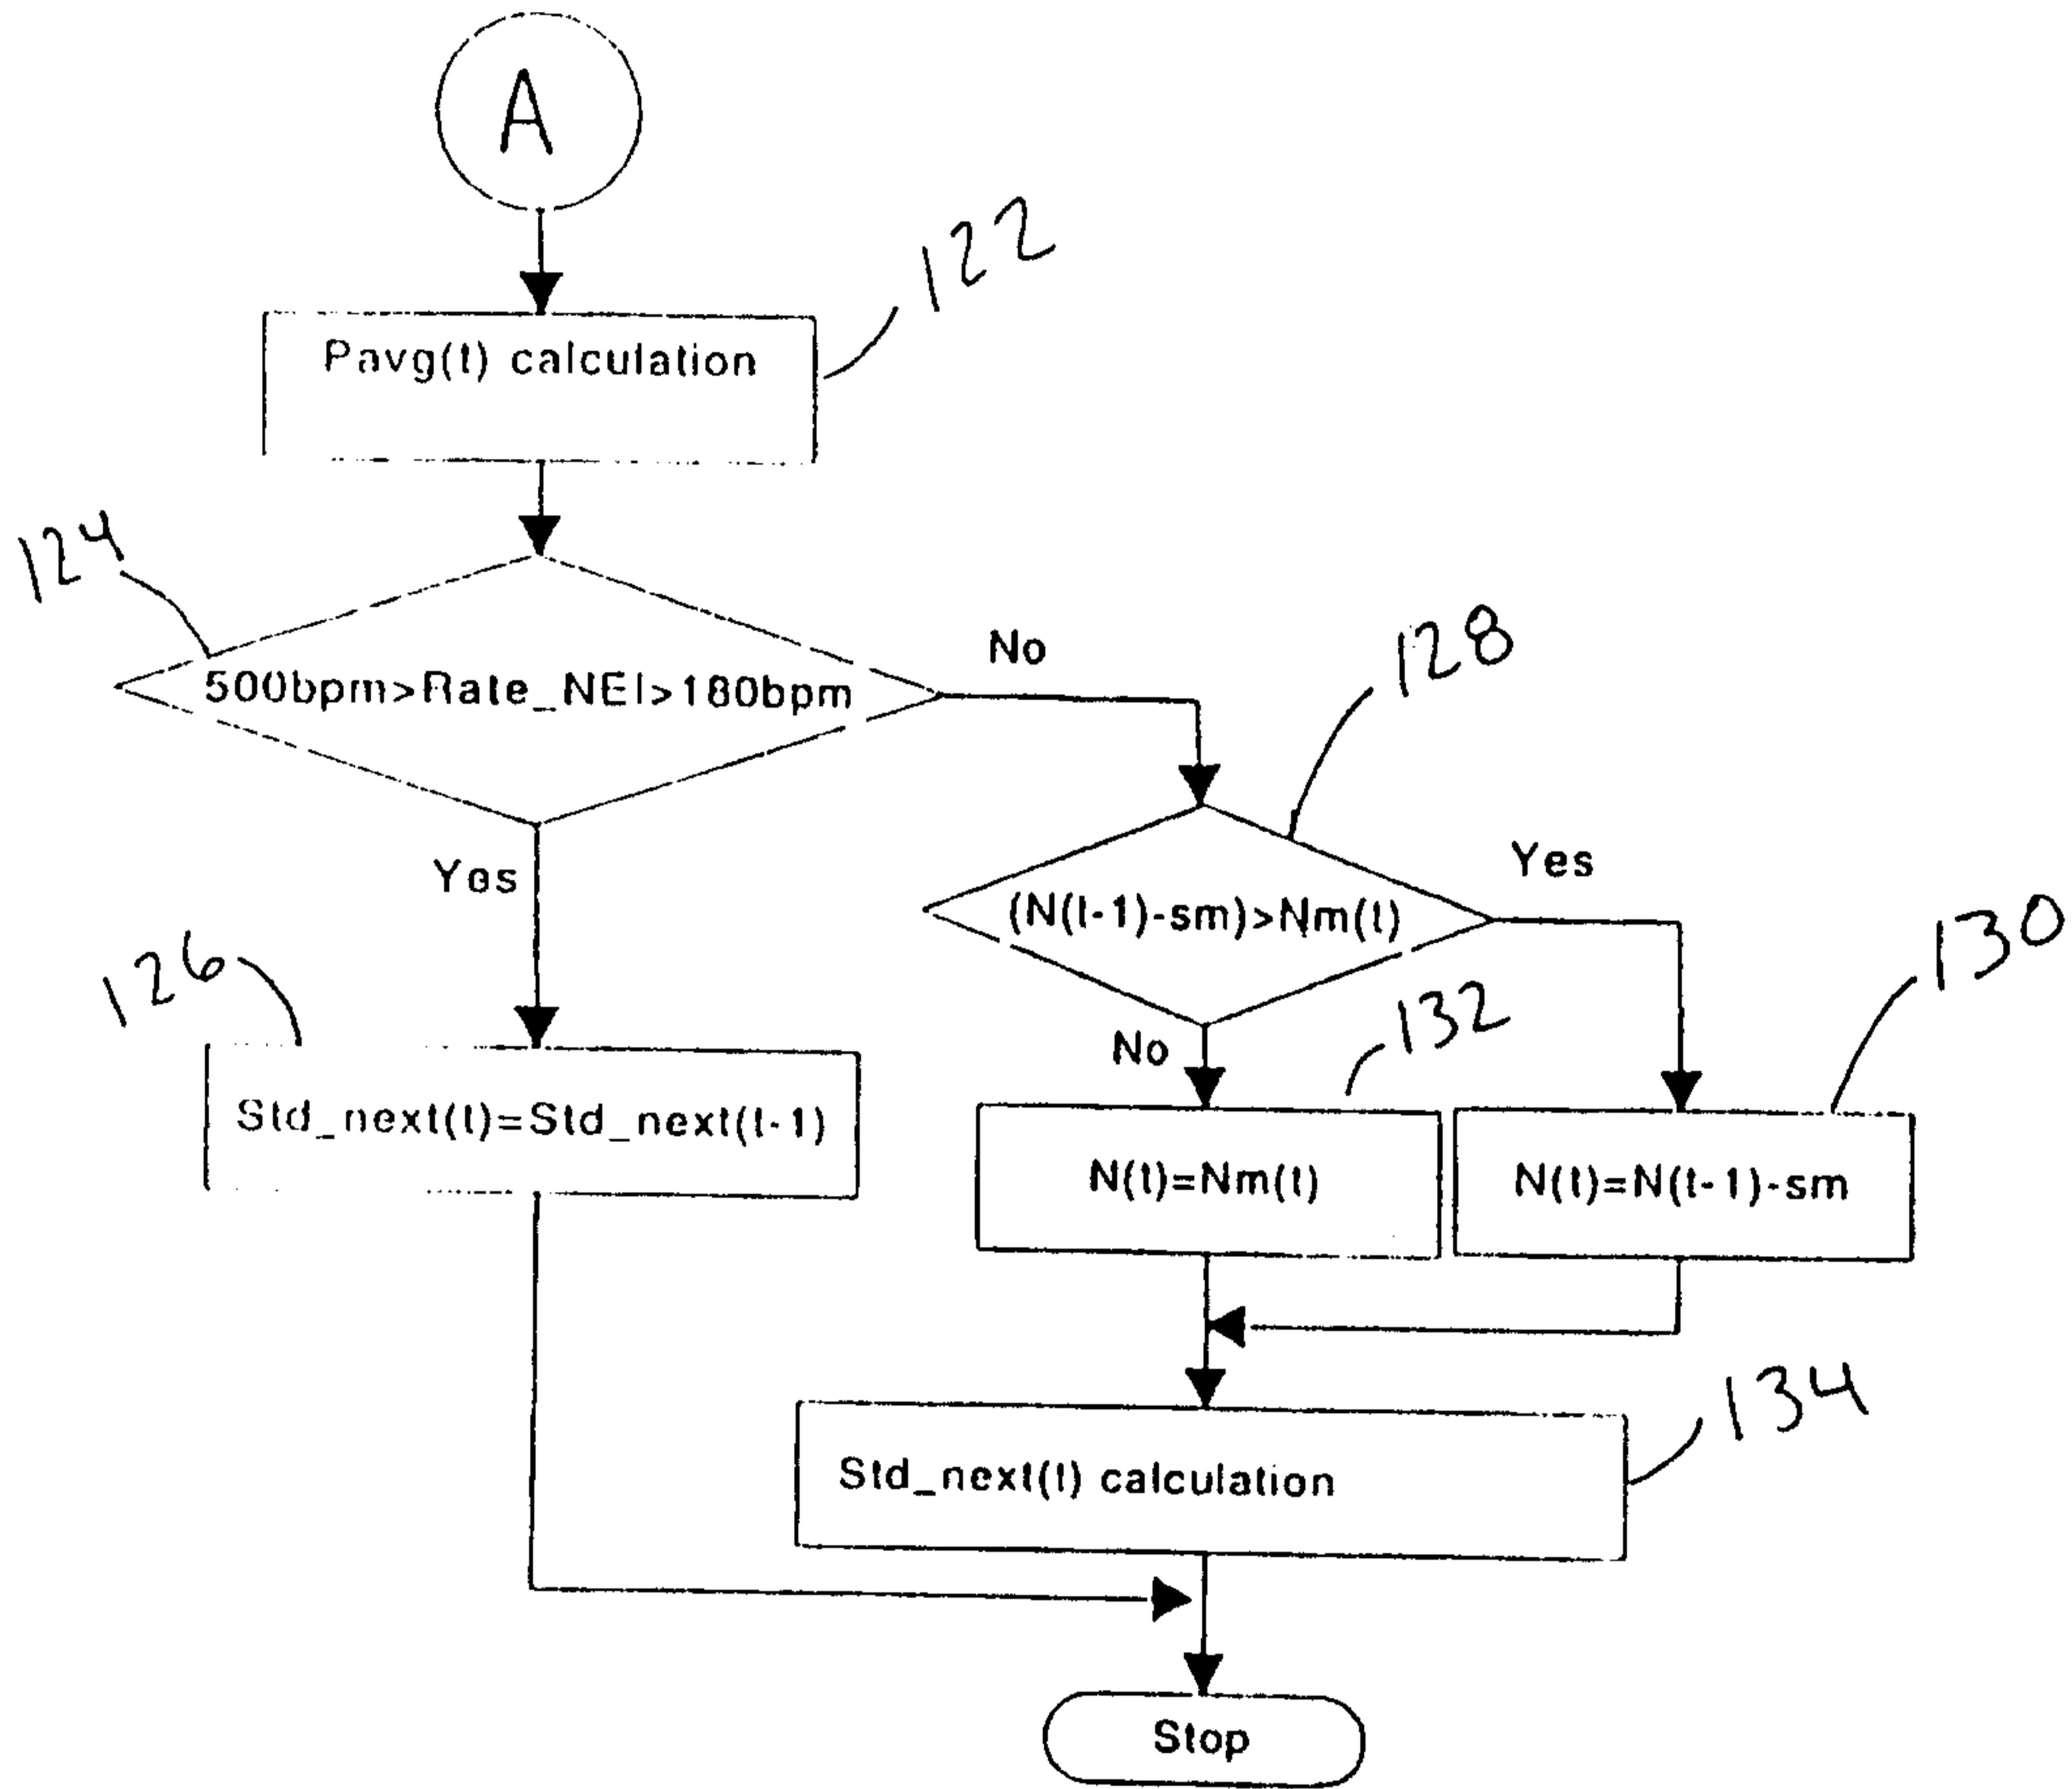 A
122
Pavg(t) calculation
124
500bpm>Rate_NEI>180bpm
No
128
Yes
(N(t-1)-sm)>Nm(t)
Yes
130
126
132
No
Std_next(t)=Std_next(t-1)
N(t)=Nm(t)
N(t)=N(t-1)-sm
134
Std_next(t) calculation
Stop